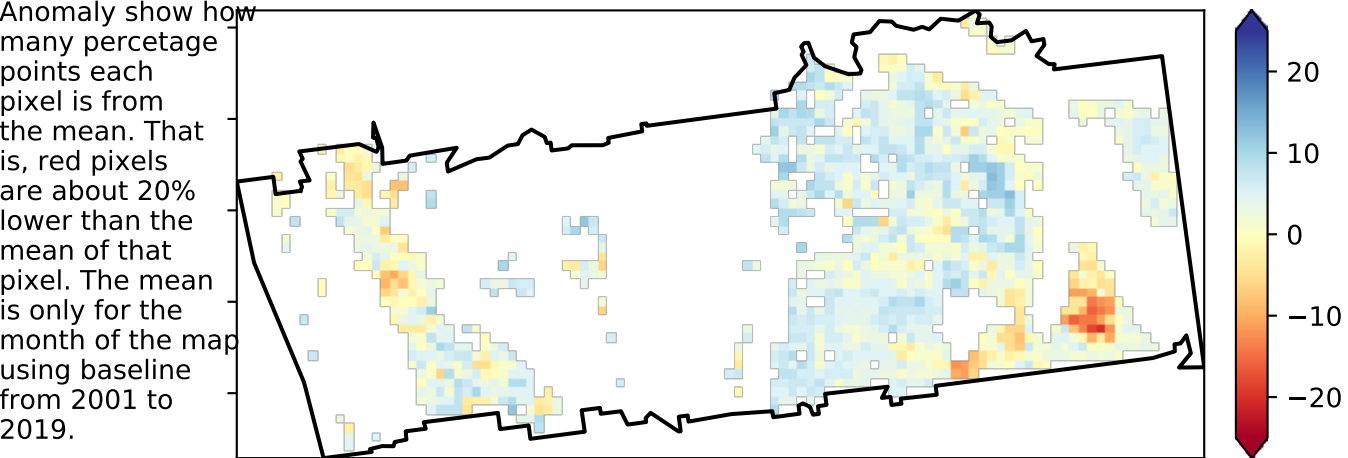 Anomaly show how
many percetage
points each
pixel is from
the mean. That
is, red pixels
are about 20%
lower than the
mean of that
pixel. The mean
is only for the
month of the map
using baseline
from 2001 to
2019.
20
10
0
−10
−20